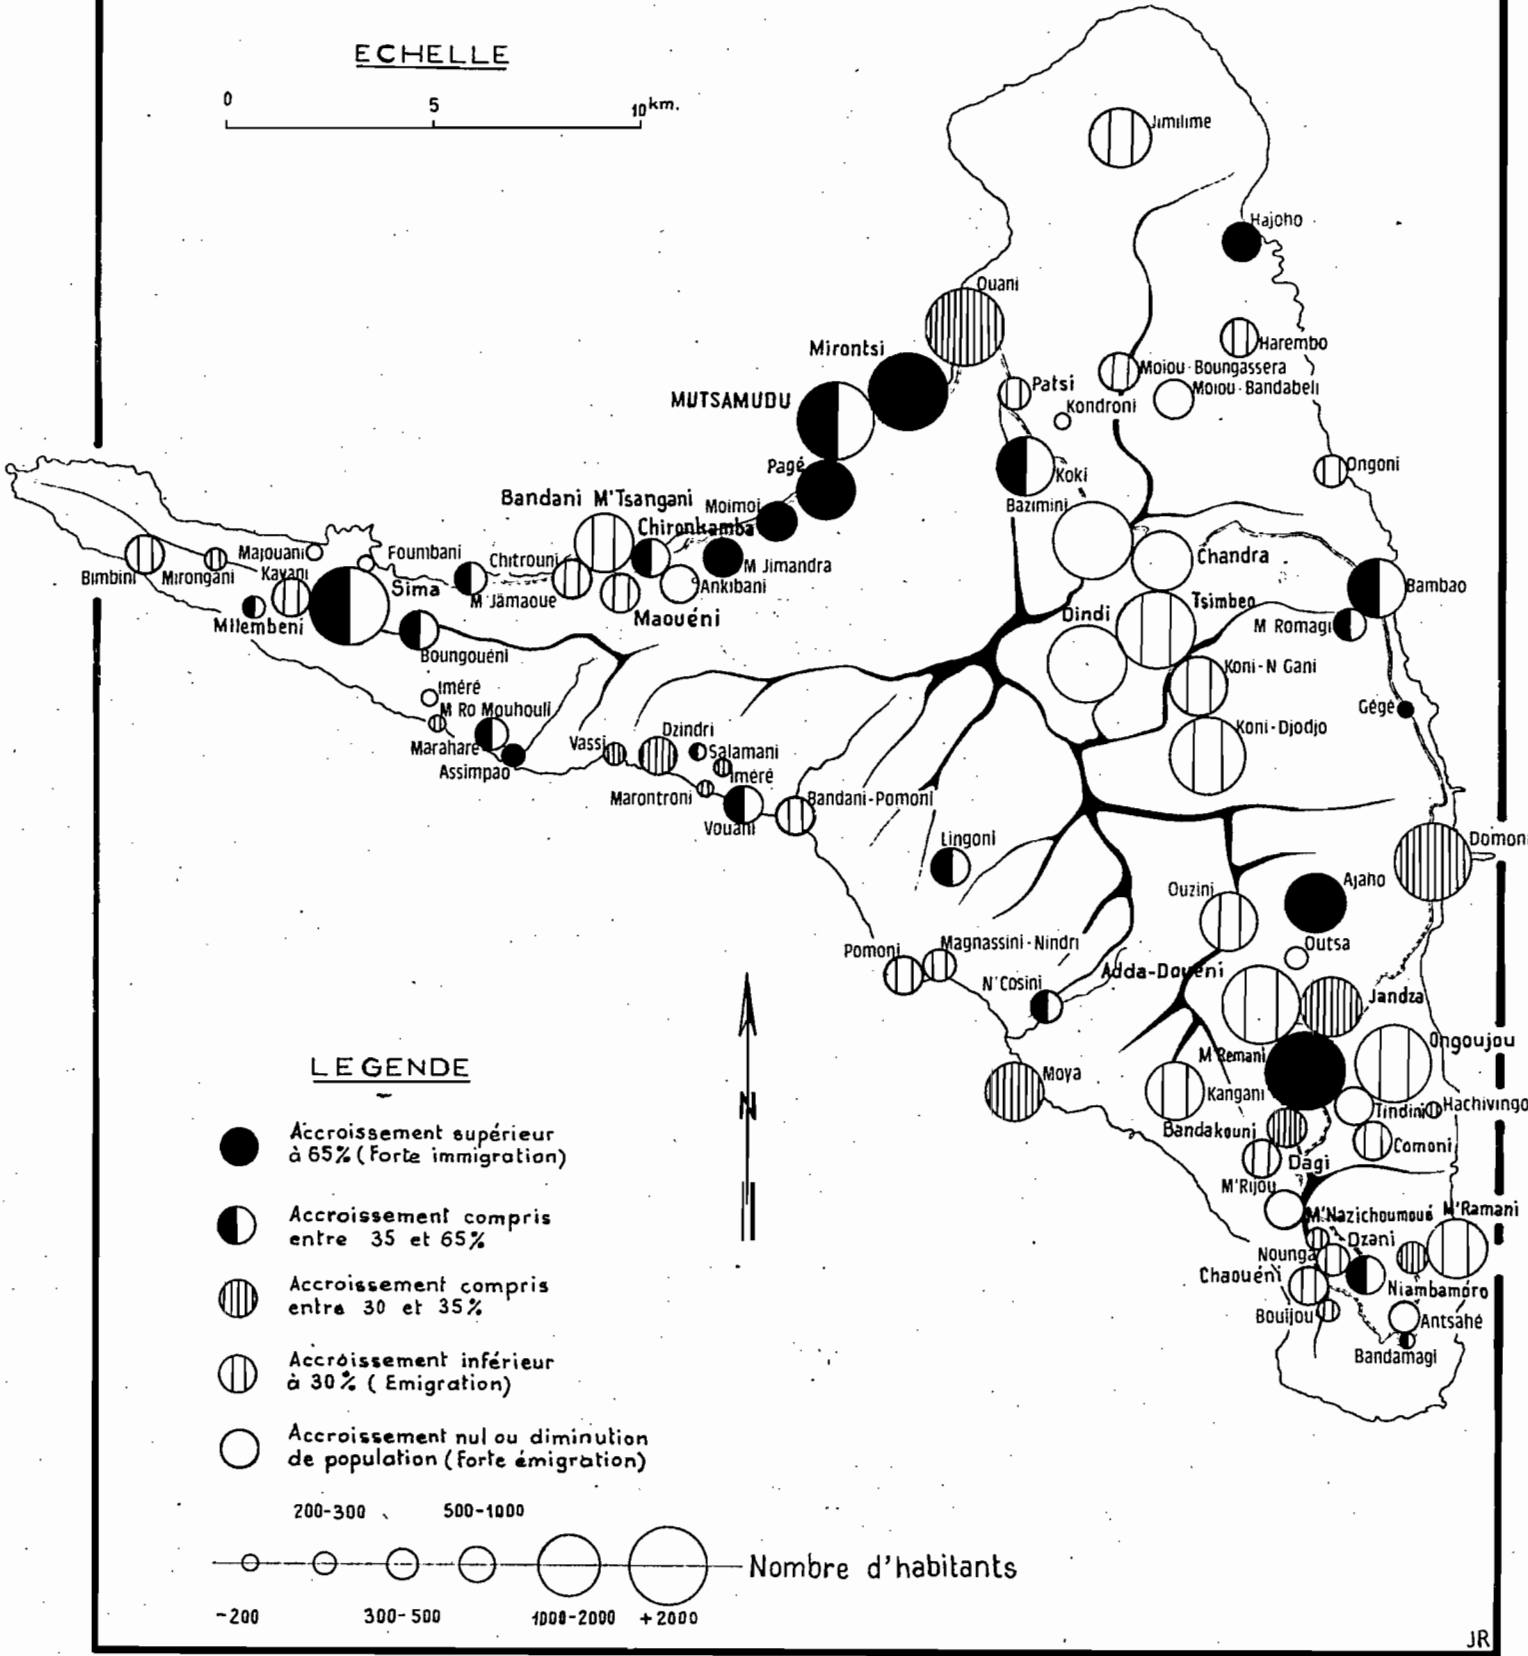 ECHELLE
0 5 10 km.
Jimilime
Hajoho
Ouani
Harembo
Mirontsi
Moiou-Boungassera
Patsi
Moiou-Bandabeli
MUTSAMUDU
Kondroni
Ongoni
Pagé
Koki
Bandani M'Tsangani
Moimoi
Bazimini
Chironkamba
Majouani
Foumbani
Chitrouni
Chandra
M Jimandra
Bimbini
Mirongani
Kavani
Sima
M'Jamaoue
Ankibani
Bambao
Tsimbeo
Milembeni
Maouéni
Dindi
M Romagi
Boungouéni
Koni-N Gani
Iméré
M Ro Mouhouli
Gégé
Marahare
Vassi
Dzindri
Koni-Djodjo
Assimpao
Salamani
Iméré
Marontroni
Bandani-Pomoni
Vouani
Lingoni
Domoni
Ouzini
Ajaho
Pomoni
Magnassini-Nindri
Outsa
N'Cosini
Adda-Douéni
Jandza
LEGENDE
M'Remani
Ongoujou
Moya
Kangani
Tindini
Hachivingo
Bandakouni
Comoni
Dagi
M'Rijou
M'Nazichoumoué
M'Ramani
Nounga
Dzani
Chaouéni
Niambamoro
Bouijou
Antsahé
Bandamagi
Accroissement supérieur
à 65% (Forte immigration)
Accroissement compris
entre 35 et 65%
Accroissement compris
entre 30 et 35%
Accroissement inférieur
à 30% ( Emigration)
Accroissement nul ou diminution
de population (Forte émigration)
200-300 500-1000
Nombre d'habitants
-200 300-500 1000-2000 +2000
N
JR